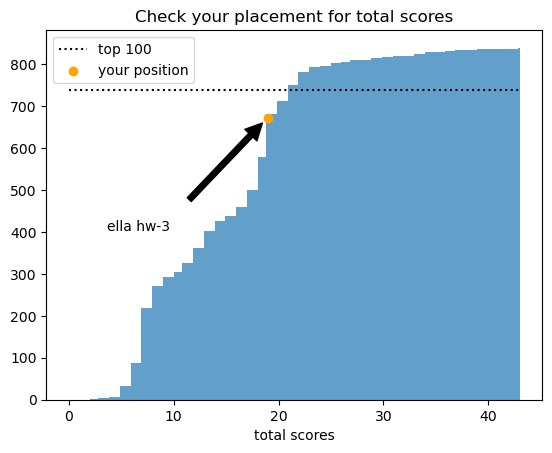 Check your placement for total scores
top 100
your position
800
700
600
500
400
300
200
100
0
ella hw-3
0 10 20 30 40
total scores